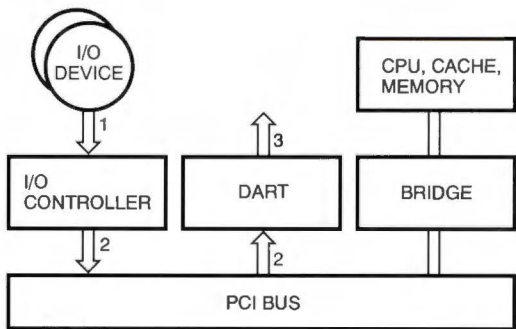 I/O
DEVICE
CPU, CACHE,
MEMORY
1
3
I/O
CONTROLLER
DART
BRIDGE
2
2
PCI BUS